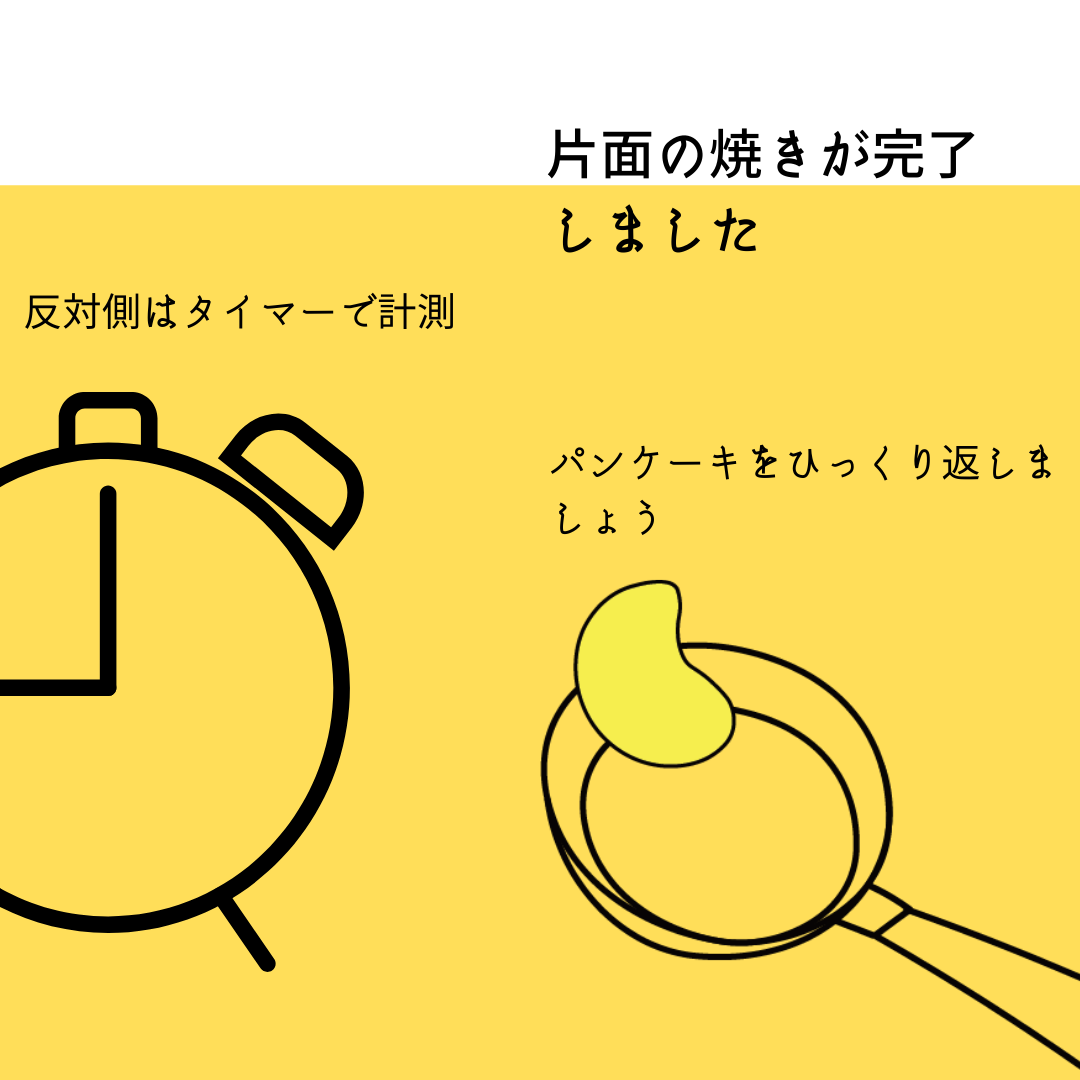 片面の焼きが完了
しました
反対側はタイマーで計測
パンケーキをひっくり返しま
しょう